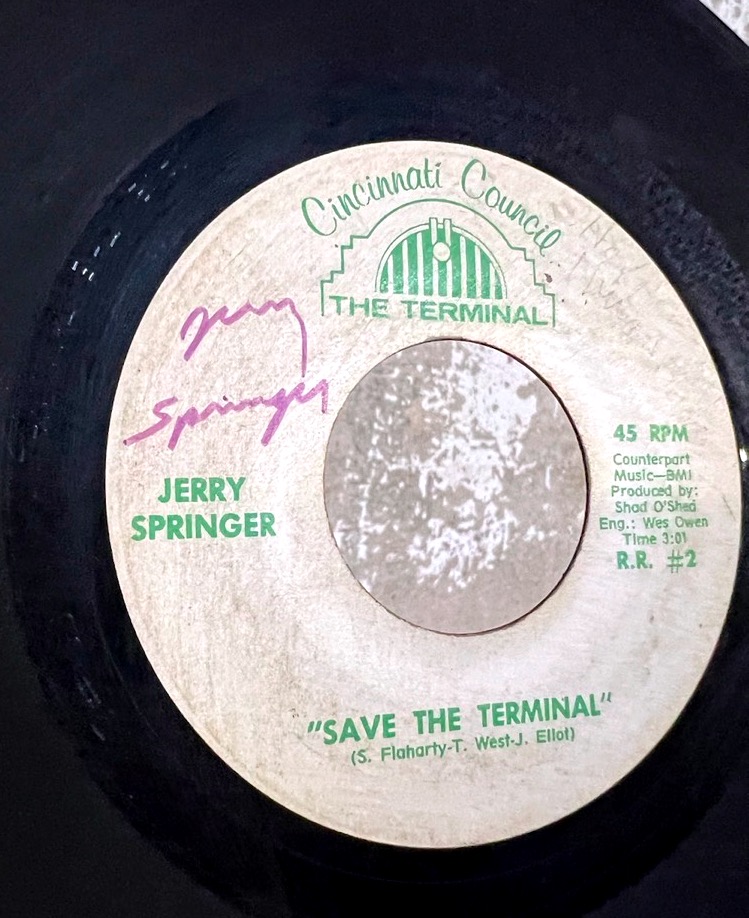 Cincinnati Council
THE TERMINAL
Jerry
Springer
JERRY
SPRINGER
45 RPM
Counterpart
Music—BMI
Produced by:
Shad O'Shea
Eng.: Wes Owen
Time 3:01
R.R. #2
"SAVE THE TERMINAL"
(S. Flaharty-T. West-J. Ellot)